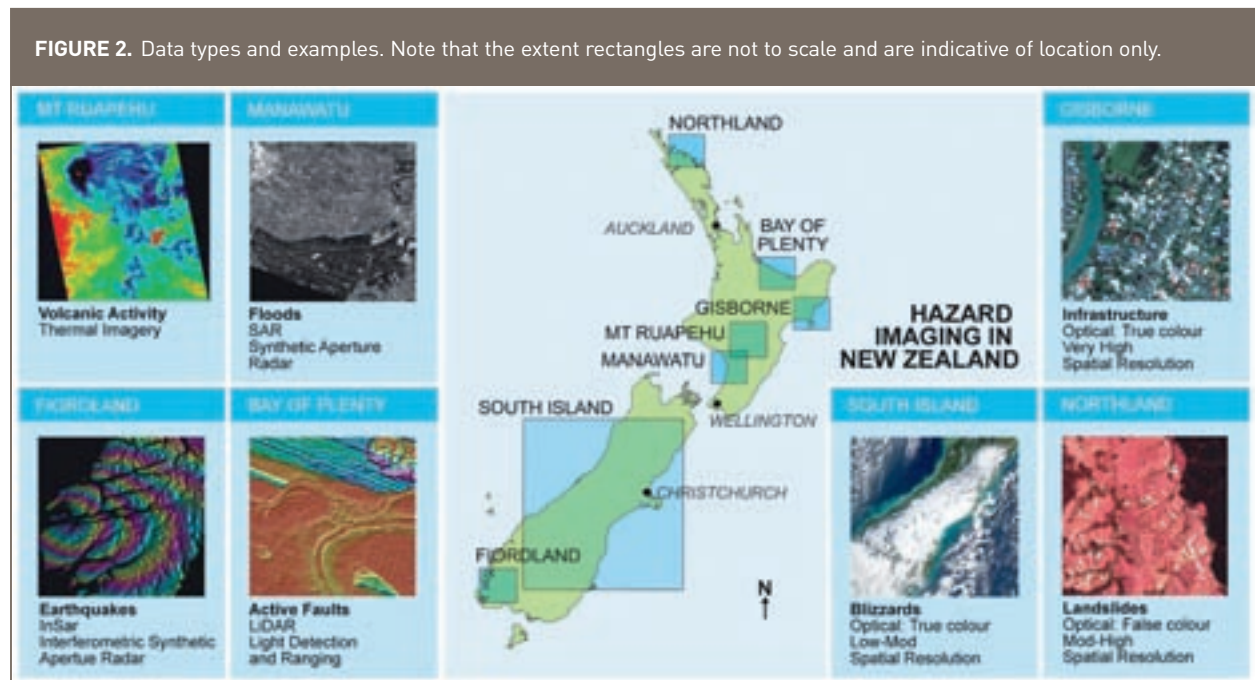 FIGURE 2. Data types and examples. Note that the extent rectangles are not to scale and are indicative of location only.
MT RUAPEHU
Volcanic Activity
Thermal Imagery
MANAWATU
Floods
SAR
Synthetic Aperture
Radar
FIORDLAND
Earthquakes
InSar
Interferometric Synthetic
Apertue Radar
BAY OF PLENTY
Active Faults
LiDAR
Light Detection
and Ranging
NORTHLAND
AUCKLAND
BAY OF
PLENTY
GISBORNE
MT RUAPEHU
MANAWATU
SOUTH ISLAND
WELLINGTON
CHRISTCHURCH
FIORDLAND
N
HAZARD
IMAGING IN
NEW ZEALAND
GISBORNE
Infrastructure
Optical: True colour
Very High
Spatial Resolution
SOUTH ISLAND
Blizzards
Optical: True colour
Low-Mod
Spatial Resolution
NORTHLAND
Landslides
Optical: False colour
Mod-High
Spatial Resolution